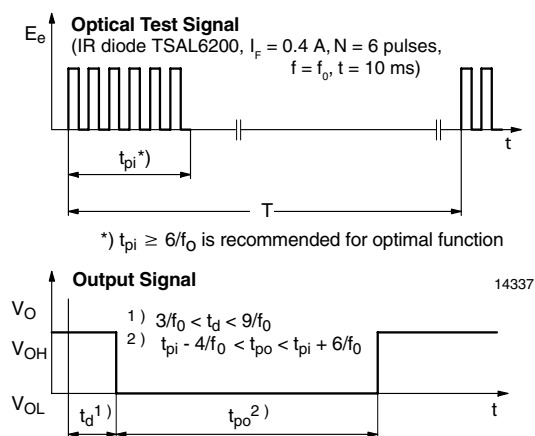 Optical Test Signal
Ee
(IR diode TSAL6200, IF = 0.4 A, N = 6 pulses,
f = f0, t = 10 ms)
t
tpi*)
T
*) tpi ≥ 6/fo is recommended for optimal function
Output Signal
14337
VO
1) 3/f0 < td < 9/f0
VOH
2) tpi - 4/f0 < tpo < tpi + 6/f0
VOL
td1)
tpo2)
t